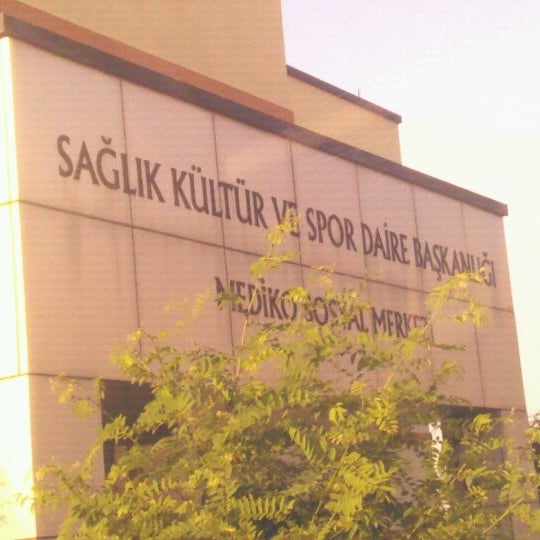 SAĞLIK KÜLTÜR VE SPOR DAİRE BAŞKANLIĞI
MEDİKO SOSYAL MERKEZİ